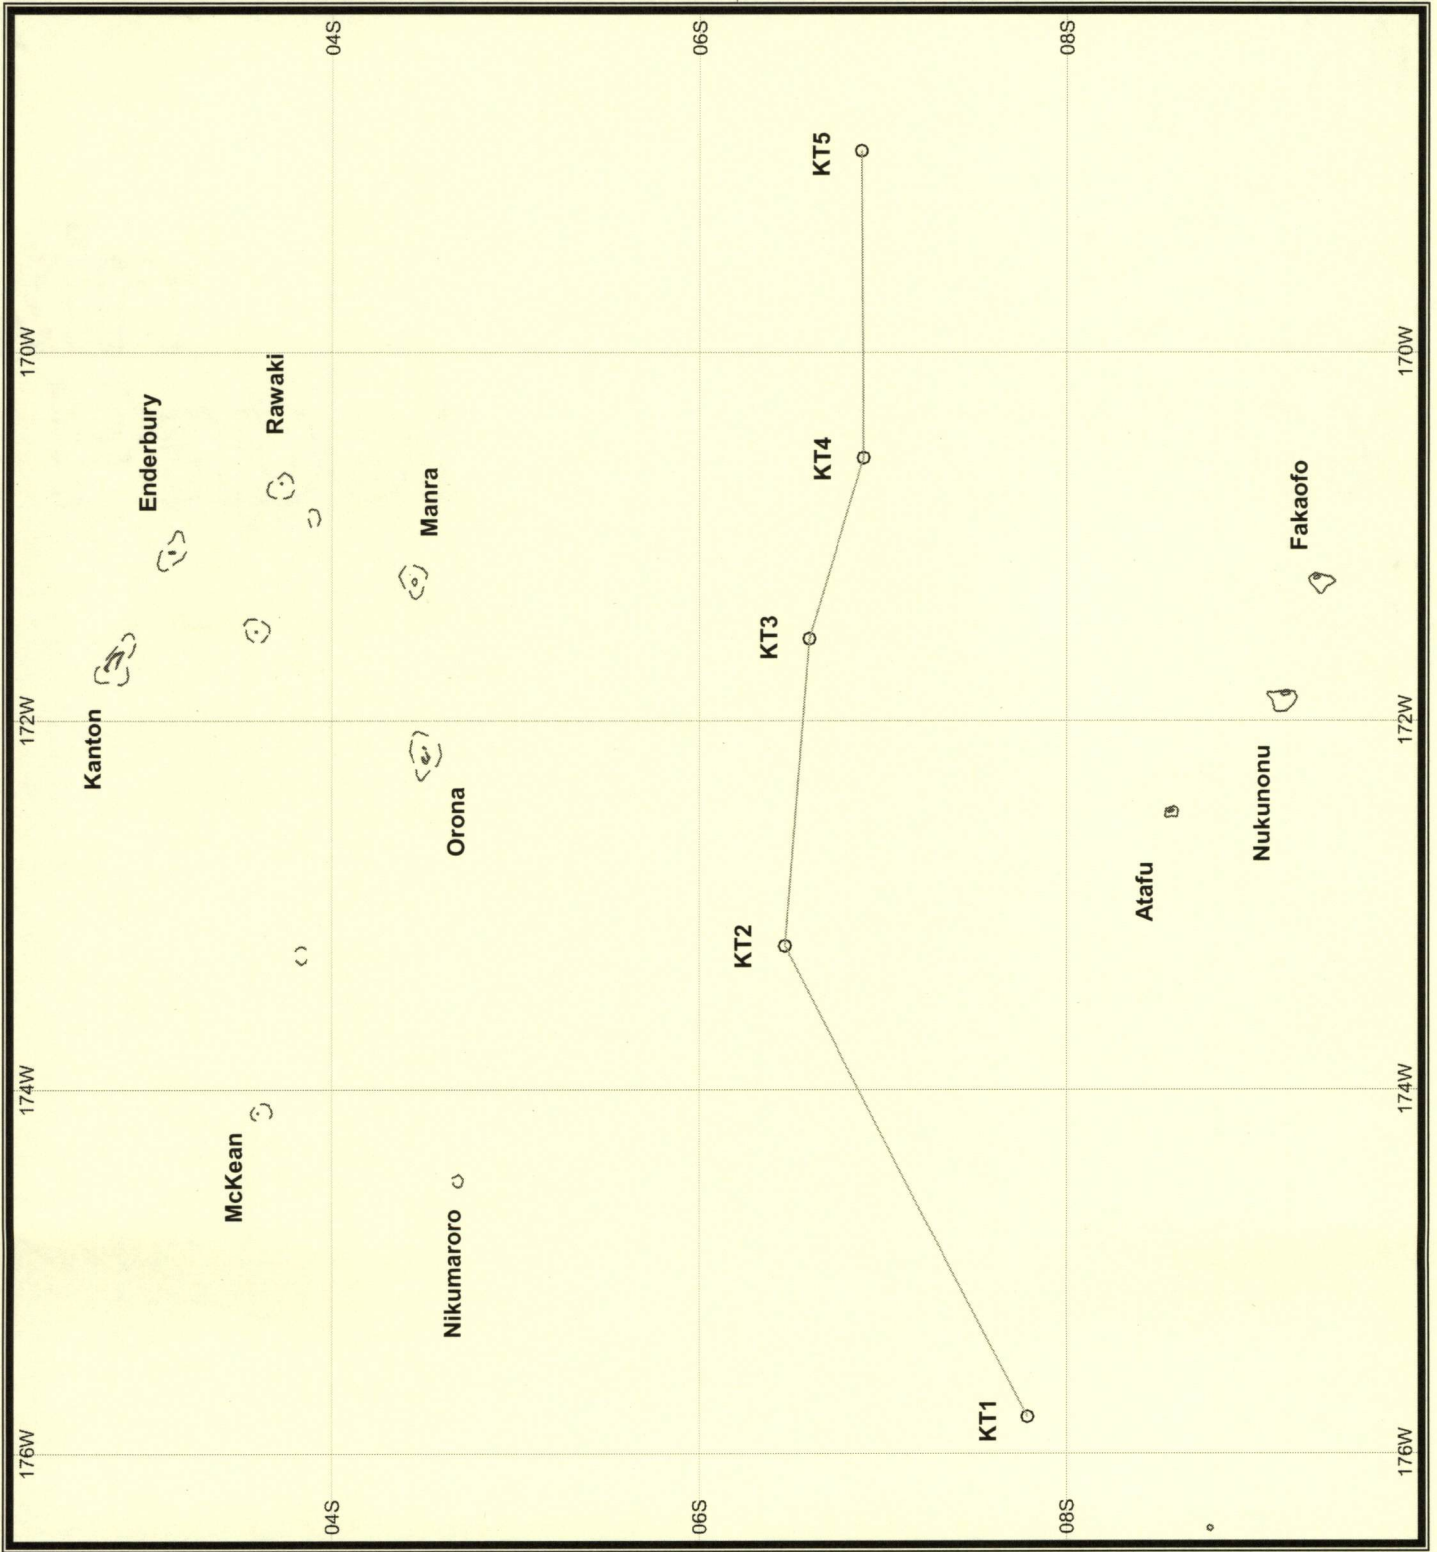 176W
174W
172W
170W
Kanton
Enderbury
McKean
Rawaki
04S
04S
Manra
Nikumaroro
Orona
06S
06S
KT2
KT3
KT4
KT5
KT1
08S
08S
Atafu
Nukunonu
Fakaofo
176W
174W
172W
170W